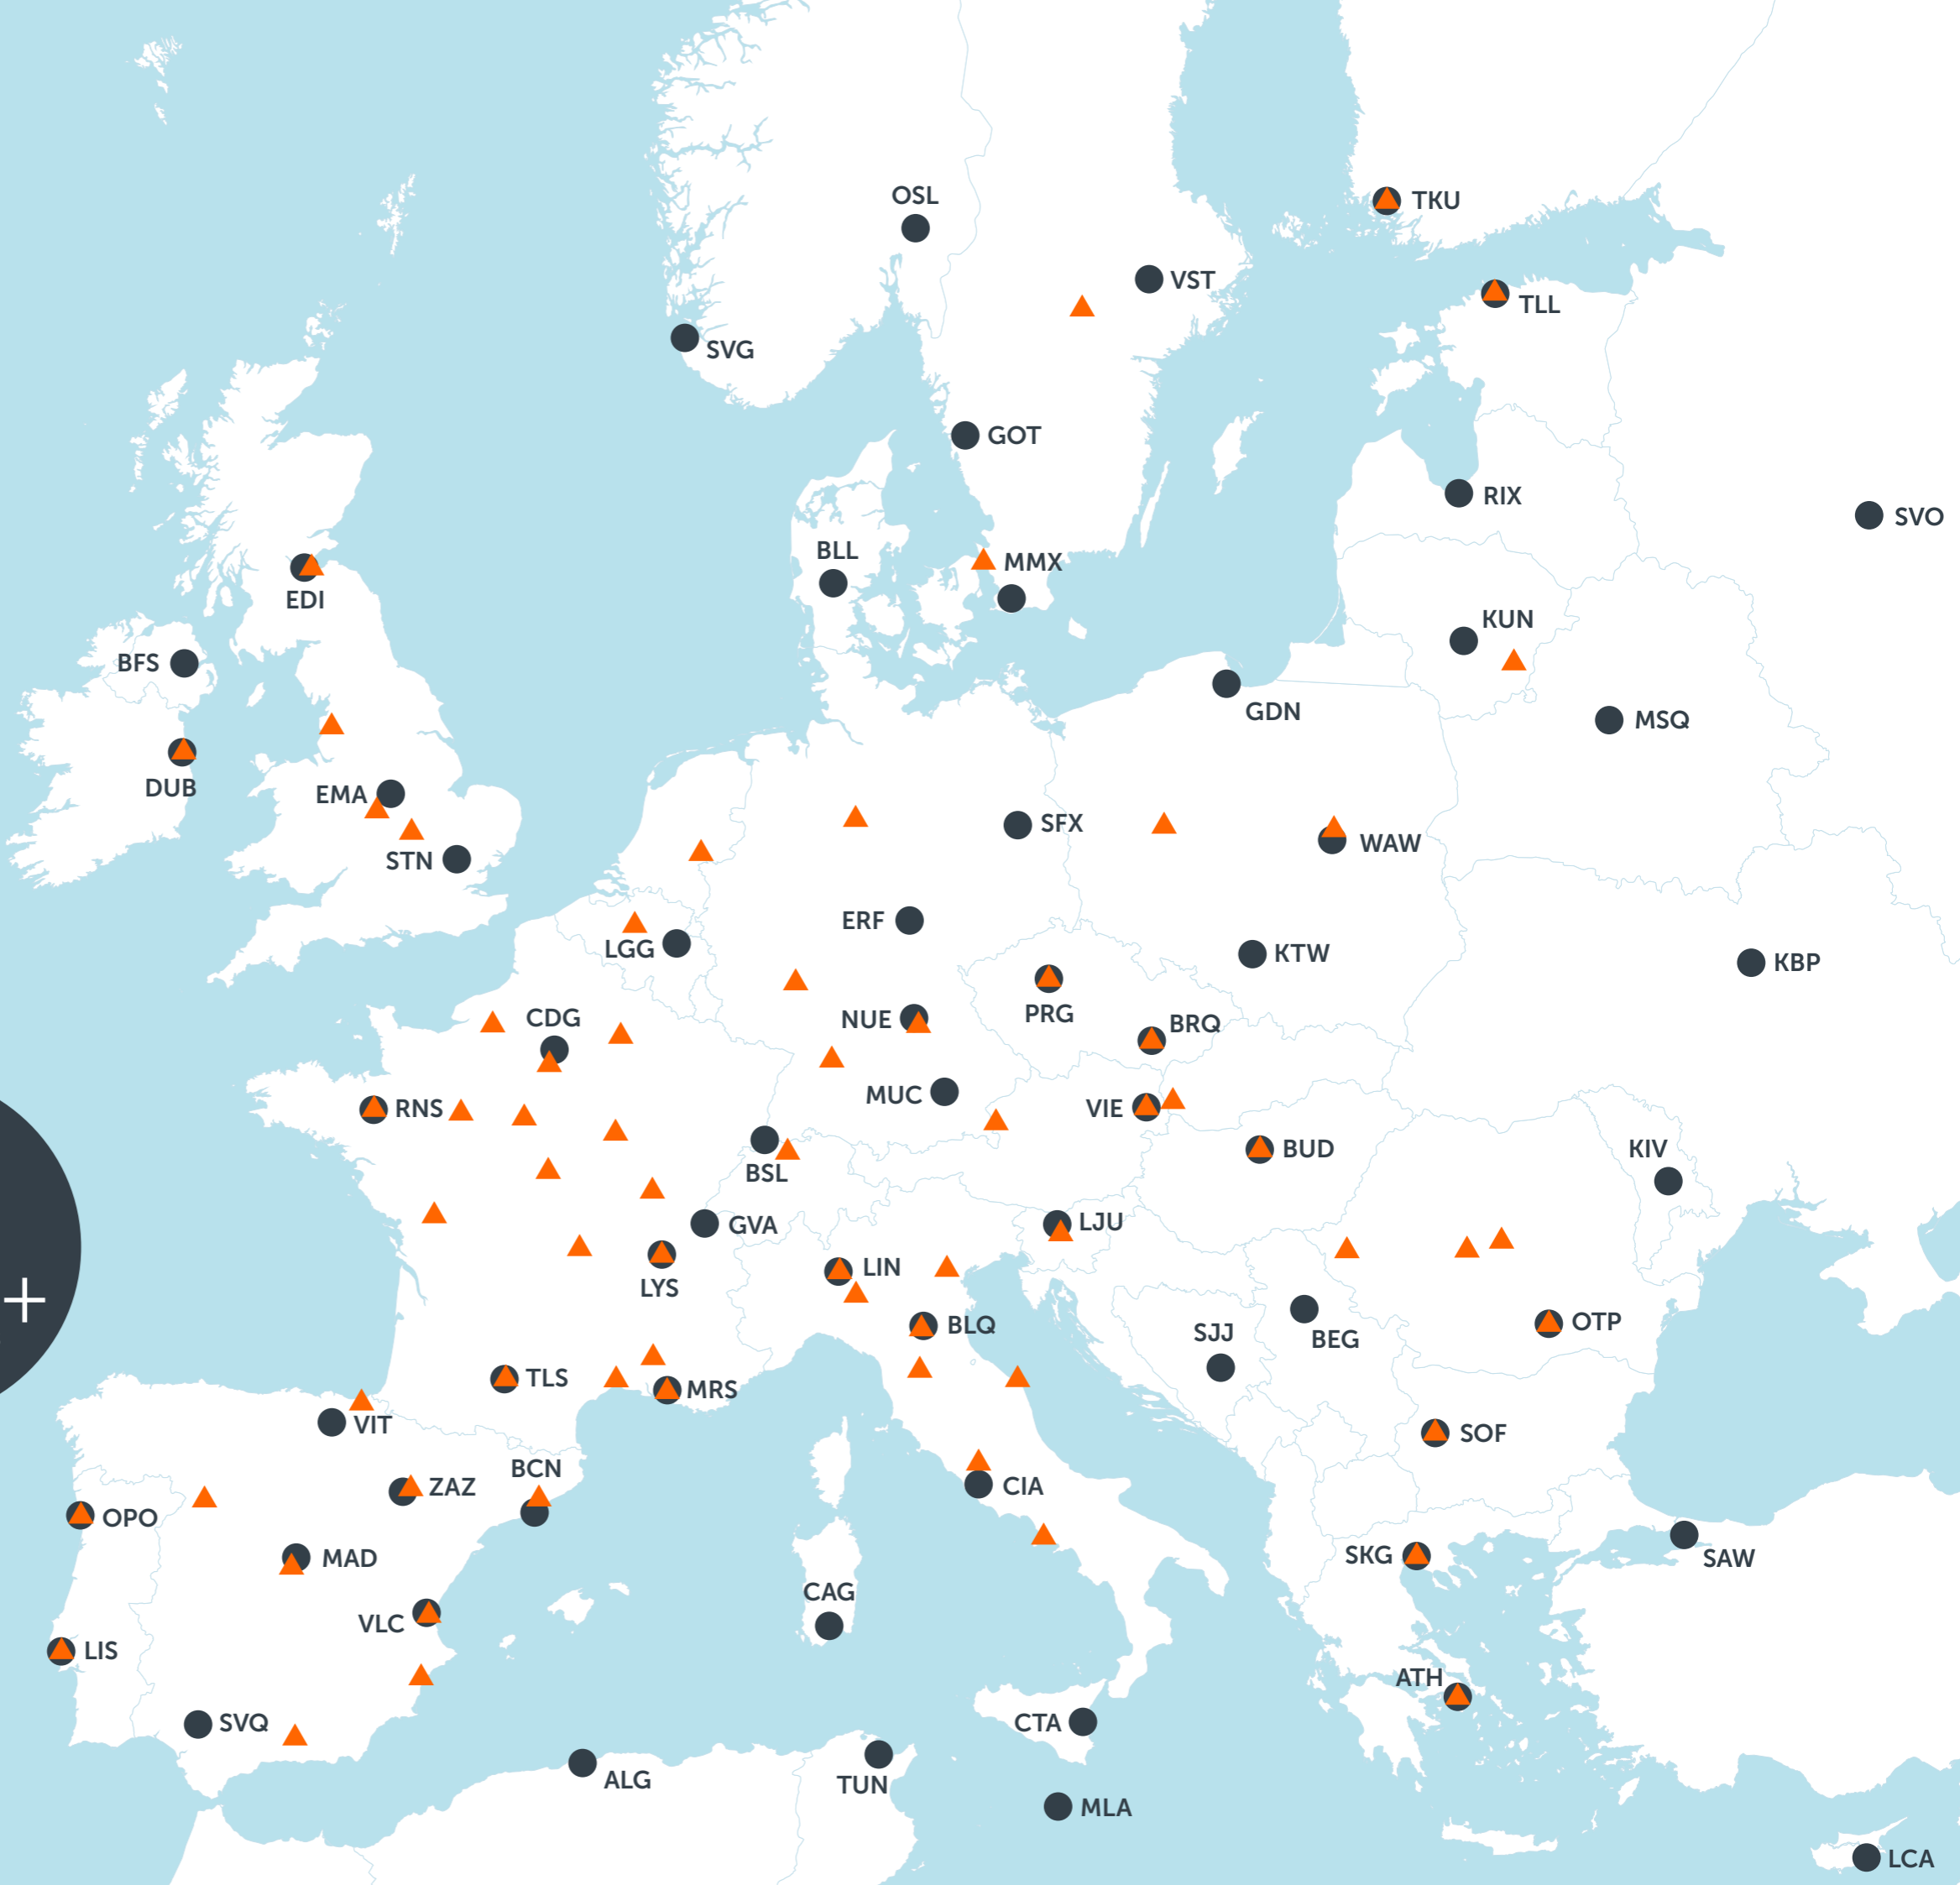 OSL
TKU
VST
TLL
SVG
GOT
RIX
SVO
BLL
MMX
EDI
KUN
BFS
GDN
MSQ
DUB
EMA
SFX
WAW
STN
ERF
LGG
KTW
KBP
CDG
NUE
PRG
BRQ
MUC
RNS
VIE
BSL
BUD
KIV
GVA
LJU
LYS
LIN
BLQ
SJJ
BEG
OTP
TLS
MRS
VIT
SOF
BCN
ZAZ
CIA
OPO
MAD
SKG
SAW
CAG
VLC
LIS
ATH
SVQ
CTA
ALG
TUN
MLA
LCA
+